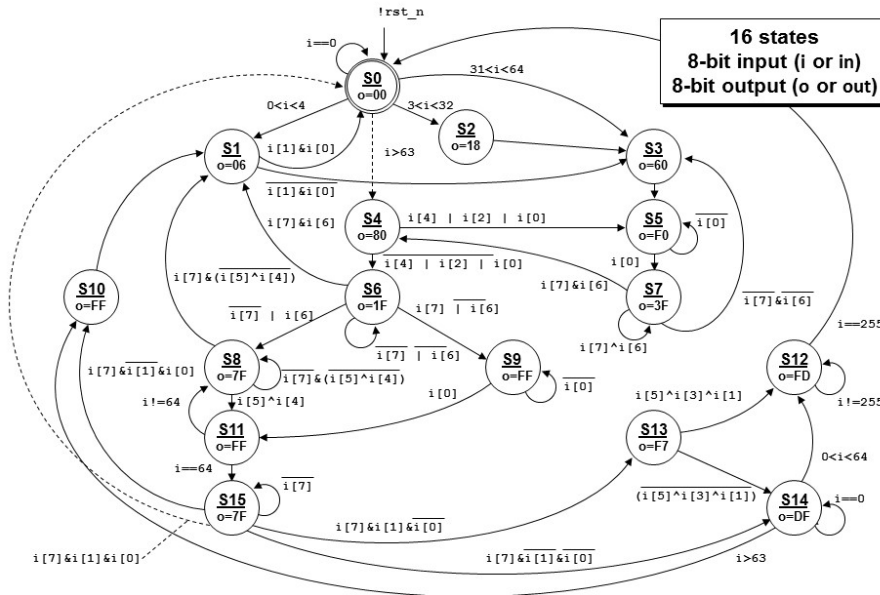 !rst_n
16 states
8-bit input (i or in)
8-bit output (o or out)
i==0
S0
o=00
31<i<64
0<i<4
3<i<32
S2
o=18
S1
o=06
i[1]&i[0]
i>63
S3
o=60
i[1]&i[0]
i[7]&i[6]
S4
o=80
i[4] | i[2] | i[0]
S5
o=F0
i[0]
i[4] | i[2] | i[0]
i[0]
i[7]&(i[5]^i[4])
S10
o=FF
S6
o=1F
i[7]&i[6]
S7
o=3F
i[7]&i[6]
i[7] | i[6]
i[7] | i[6]
i[7]^i[6]
i==255
i[7] | i[6]
i[7]&i[1]&i[0]
S8
o=7F
i[7]&(i[5]^i[4])
S9
o=FF
i[0]
S12
o=FD
i!=64
i[5]^i[4]
i[0]
i[5]^i[3]^i[1]
i!=255
S11
o=FF
S13
o=F7
i==64
0<i<64
S15
o=7F
i[7]
(i[5]^i[3]^i[1])
S14
o=DF
i==0
i[7]&i[1]&i[0]
i[7]&i[1]&i[0]
i[7]&i[1]&i[0]
i>63